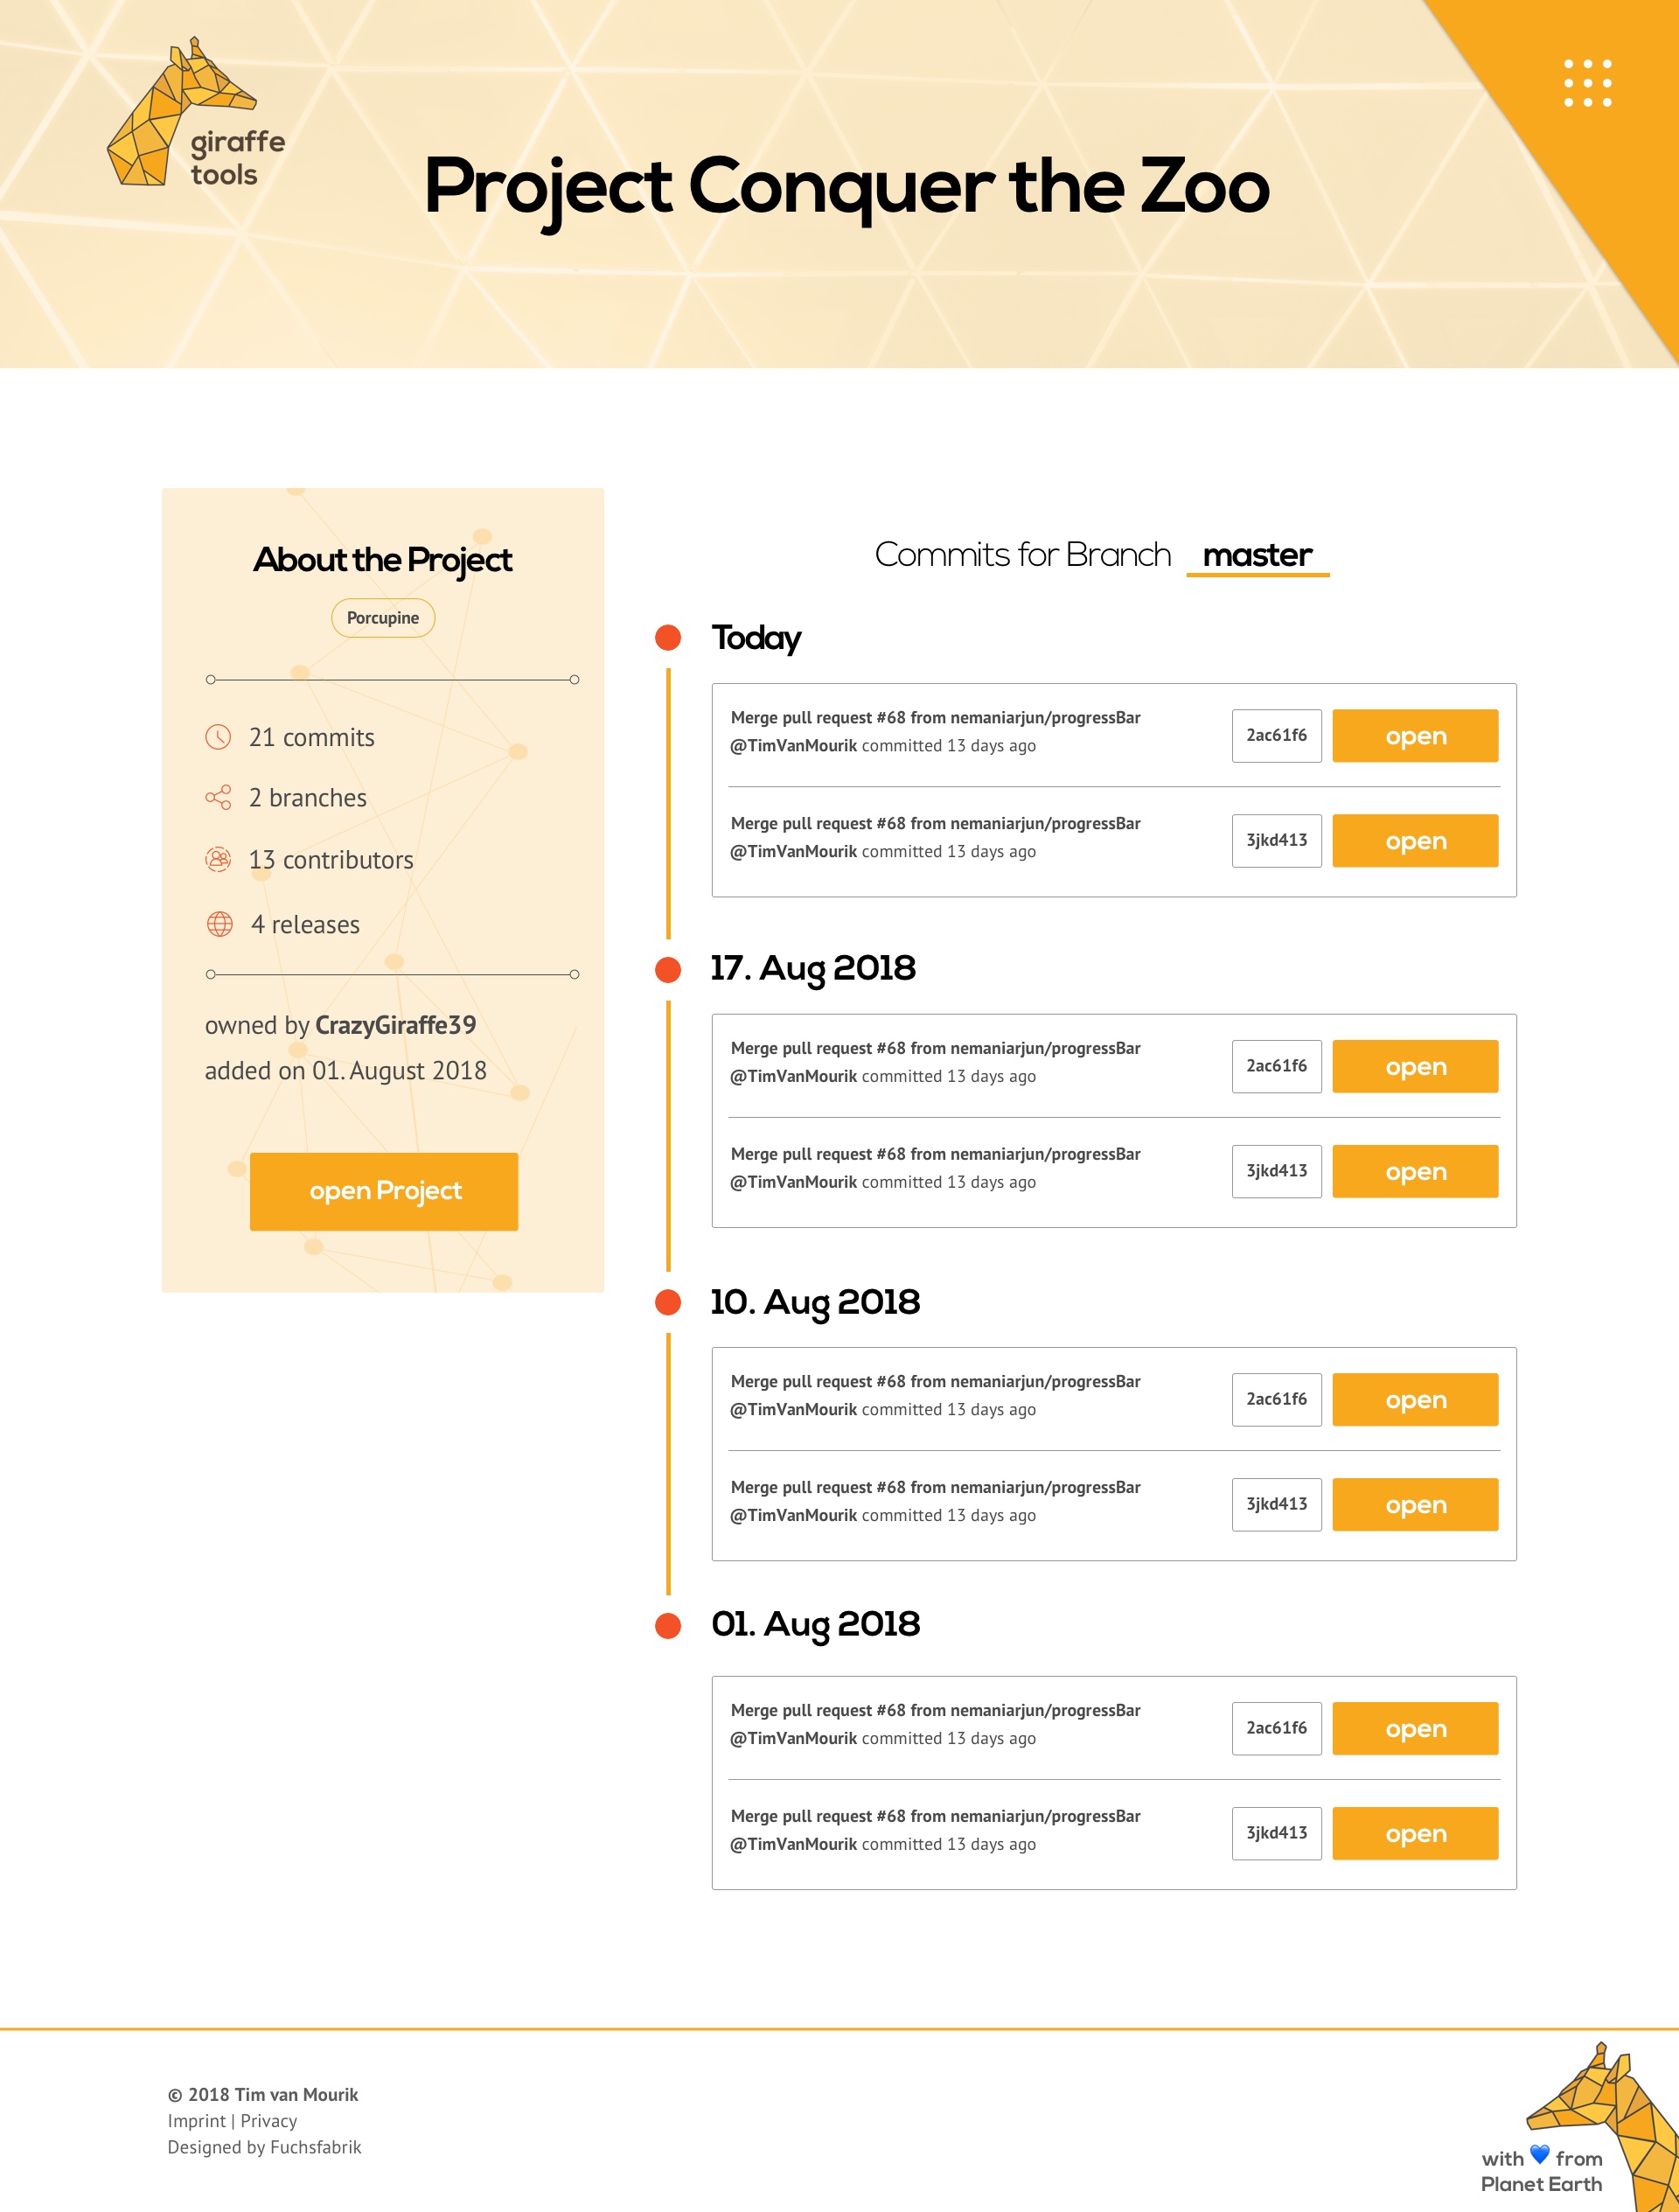 giraffe
tools
Project Conquer the Zoo
About the Project
Porcupine
21 commits
2 branches
13 contributors
4 releases
owned by CrazyGiraffe39
added on 01. August 2018
open Project
Commits for Branch master
Today
Merge pull request #68 from nemaniarjun/progressBar
@TimVanMourik committed 13 days ago
2ac61f6 open
Merge pull request #68 from nemaniarjun/progressBar
@TimVanMourik committed 13 days ago
3jkd413 open
17. Aug 2018
Merge pull request #68 from nemaniarjun/progressBar
@TimVanMourik committed 13 days ago
2ac61f6 open
Merge pull request #68 from nemaniarjun/progressBar
@TimVanMourik committed 13 days ago
3jkd413 open
10. Aug 2018
Merge pull request #68 from nemaniarjun/progressBar
@TimVanMourik committed 13 days ago
2ac61f6 open
Merge pull request #68 from nemaniarjun/progressBar
@TimVanMourik committed 13 days ago
3jkd413 open
01. Aug 2018
Merge pull request #68 from nemaniarjun/progressBar
@TimVanMourik committed 13 days ago
2ac61f6 open
Merge pull request #68 from nemaniarjun/progressBar
@TimVanMourik committed 13 days ago
3jkd413 open
© 2018 Tim van Mourik
Imprint | Privacy
Designed by Fuchsfabrik
with 💙 from
Planet Earth